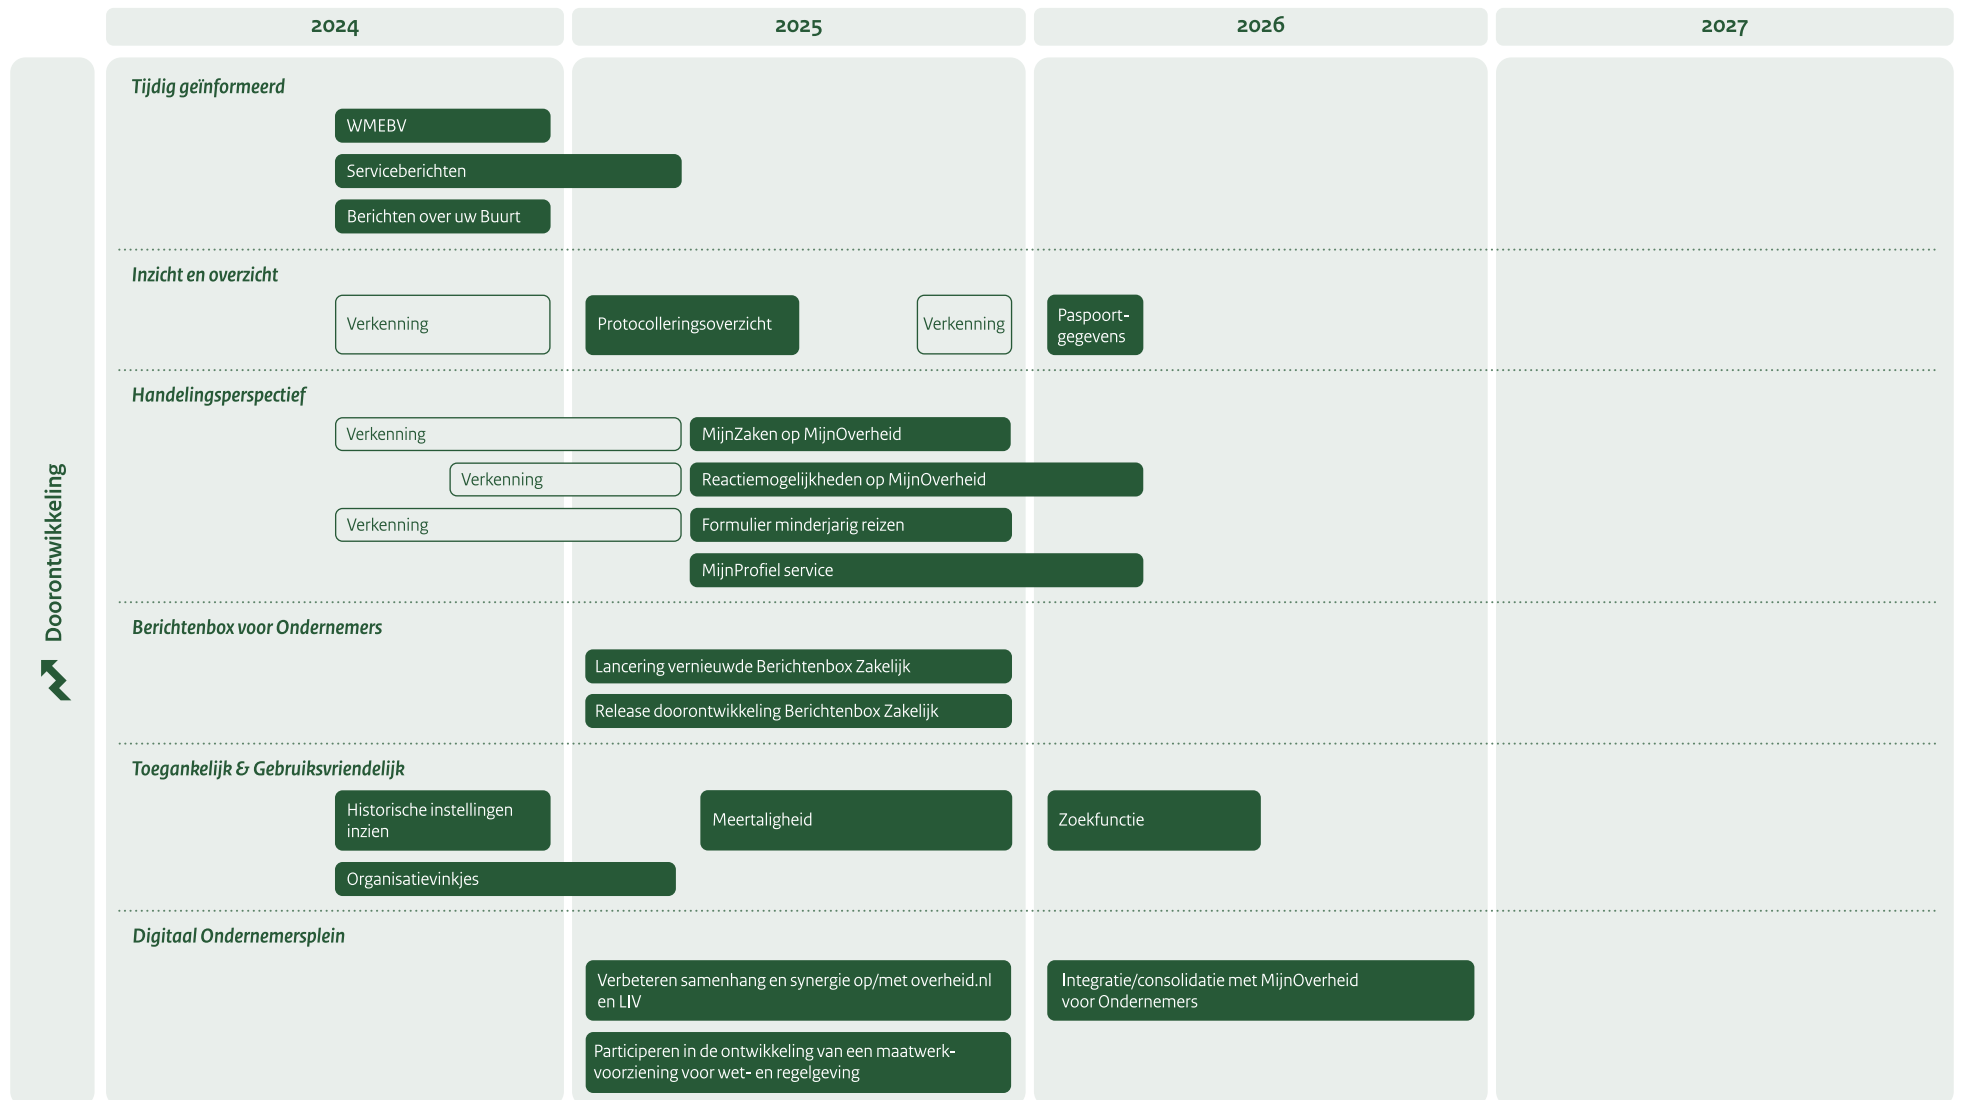 2024
2025
2026
2027
Doorontwikkeling
Tijdig geïnformeerd
WMEBV
Serviceberichten
Berichten over uw Buurt
Inzicht en overzicht
Verkenning
Protocolleringsoverzicht
Verkenning
Paspoort-
gegevens
Handelingsperspectief
Verkenning
MijnZaken op MijnOverheid
Verkenning
Reactiemogelijkheden op MijnOverheid
Verkenning
Formulier minderjarig reizen
MijnProfiel service
Berichtenbox voor Ondernemers
Lancering vernieuwde Berichtenbox Zakelijk
Release doorontwikkeling Berichtenbox Zakelijk
Toegankelijk & Gebruiksvriendelijk
Historische instellingen
inzien
Meertaligheid
Zoekfunctie
Organisatievinkjes
Digitaal Ondernemersplein
Verbeteren samenhang en synergie op/met overheid.nl
en LIV
Integratie/consolidatie met MijnOverheid
voor Ondernemers
Participeren in de ontwikkeling van een maatwerk-
voorziening voor wet- en regelgeving